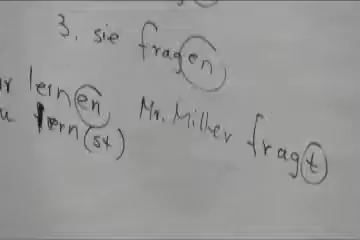 3. sie fragen
lernen
lern(st)
Mr. Miller fragt